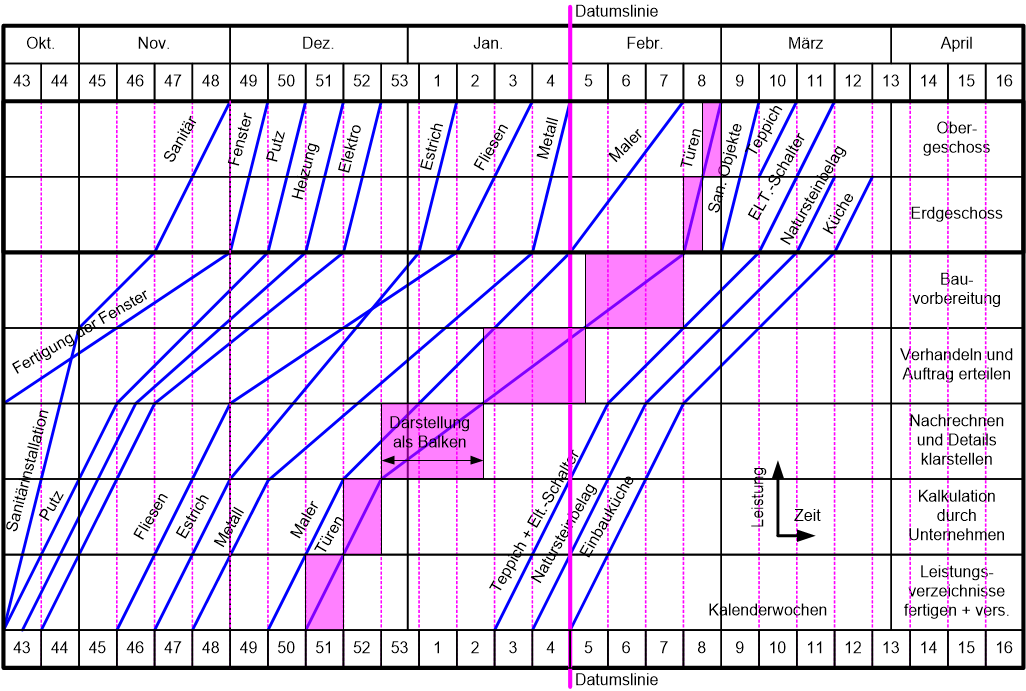 Datumslinie
Okt. Nov. Dez. Jan. Febr. März April
43 44 45 46 47 48 49 50 51 52 53 1 2 3 4 5 6 7 8 9 10 11 12 13 14 15 16
Sanitär
Fenster
Putz
Heizung
Elektro
Estrich
Fliesen
Metall
Maler
Türen
San. Objekte
Teppich
ELT.-Schalter
Natursteinbelag
Küche
Ober-
geschoss
Erdgeschoss
Fertigung der Fenster
Bau-
vorbereitung
Verhandeln und
Auftrag erteilen
Sanitärinstallation
Putz
Fliesen
Estrich
Metall
Maler
Türen
Darstellung
als Balken
Teppich + Elt.-Schalter
Natursteinbelag
Einbauküche
Leistung
Zeit
Nachrechnen
und Details
klarstellen
Kalkulation
durch
Unternehmen
Kalenderwochen
Leistungs-
verzeichnisse
fertigen + vers.
43 44 45 46 47 48 49 50 51 52 53 1 2 3 4 5 6 7 8 9 10 11 12 13 14 15 16
Datumslinie